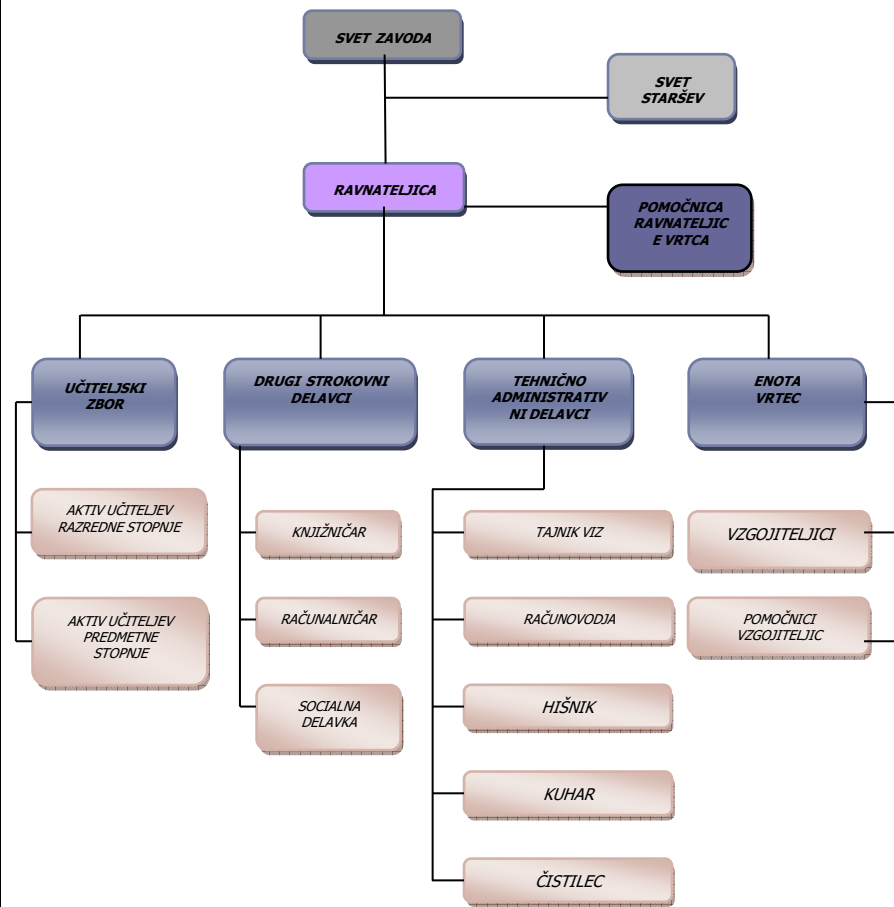 SVET ZAVODA
SVET
STARŠEV
RAVNATELJICA
POMOČNICA
RAVNATELJIC
E VRTCA
UČITELJSKI
ZBOR
DRUGI STROKOVNI
DELAVCI
TEHNIČNO
ADMINISTRATIV
NI DELAVCI
ENOTA
VRTEC
AKTIV UČITELJEV
RAZREDNE STOPNJE
AKTIV UČITELJEV
PREDMETNE
STOPNJE
KNJIŽNIČAR
RAČUNALNIČAR
SOCIALNA
DELAVKA
TAJNIK VIZ
RAČUNOVODJA
HIŠNIK
KUHAR
ČISTILEC
VZGOJITELJICI
POMOČNICI
VZGOJITELJIC